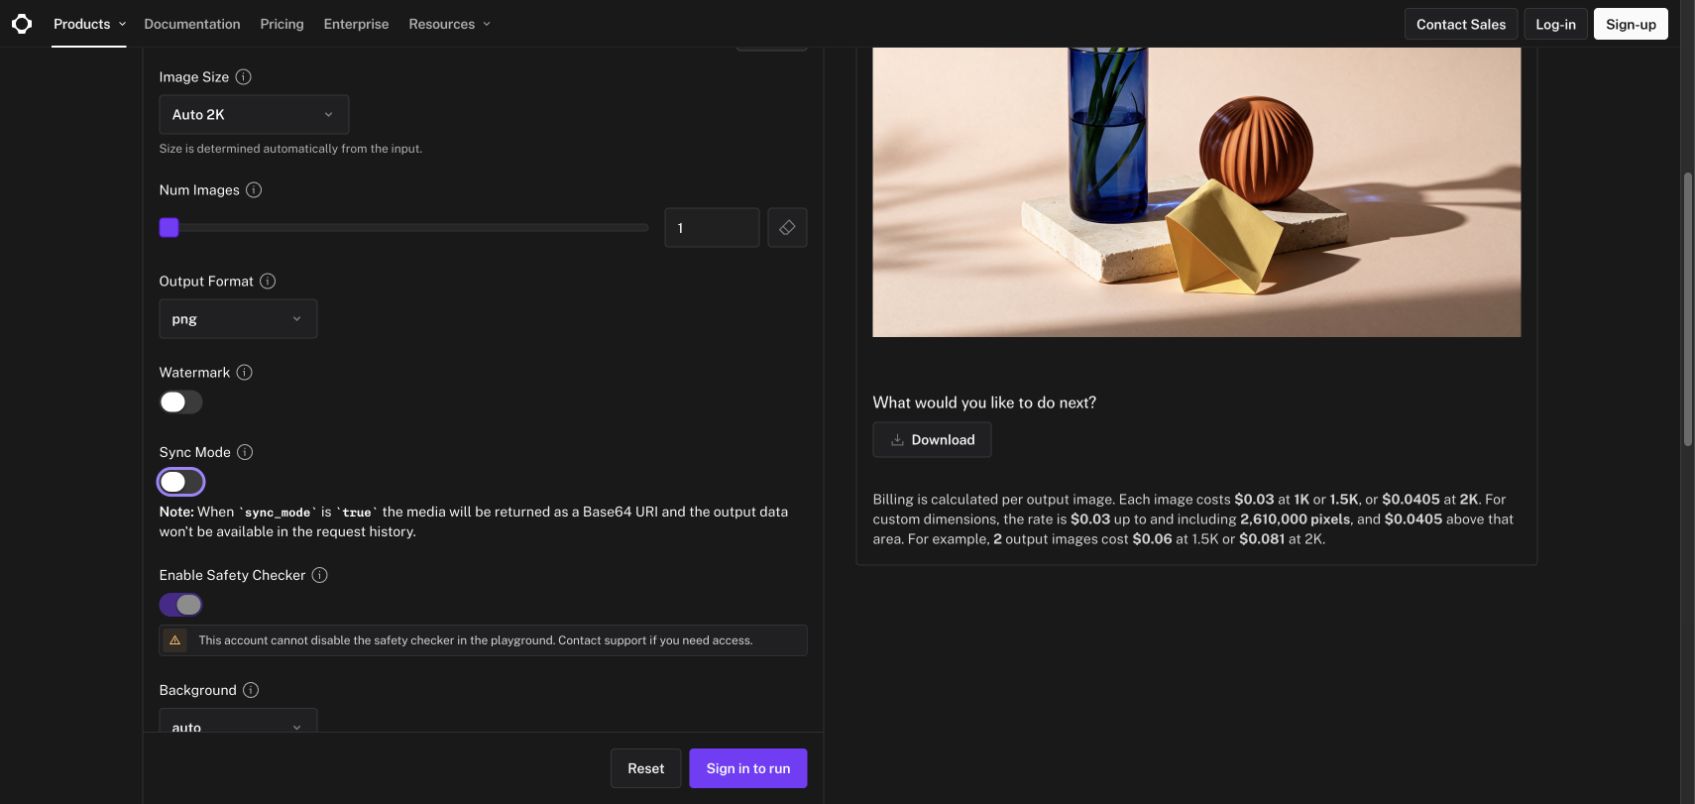 Products
Documentation
Pricing
Enterprise
Resources
Contact Sales
Log-in
Sign-up
Image Size
Auto 2K
Size is determined automatically from the input.
Num Images
1
Output Format
png
Watermark
Sync Mode
Note: When `sync_mode` is `true` the media will be returned as a Base64 URI and the output data
won't be available in the request history.
Enable Safety Checker
This account cannot disable the safety checker in the playground. Contact support if you need access.
Background
auto
Reset
Sign in to run
What would you like to do next?
Download
Billing is calculated per output image. Each image costs $0.03 at 1K or 1.5K, or $0.0405 at 2K. For
custom dimensions, the rate is $0.03 up to and including 2,610,000 pixels, and $0.0405 above that
area. For example, 2 output images cost $0.06 at 1.5K or $0.081 at 2K.